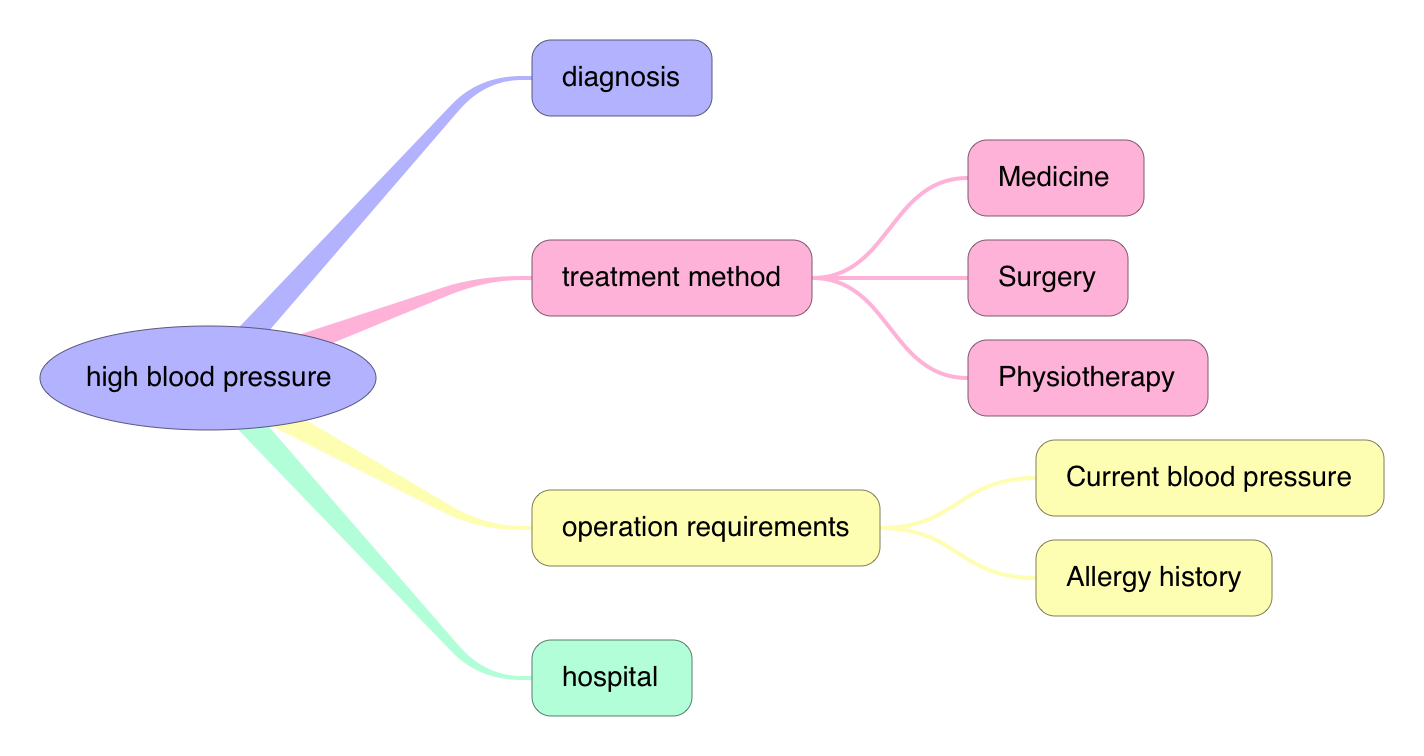 diagnosis
Medicine
treatment method
Surgery
high blood pressure
Physiotherapy
Current blood pressure
operation requirements
Allergy history
hospital